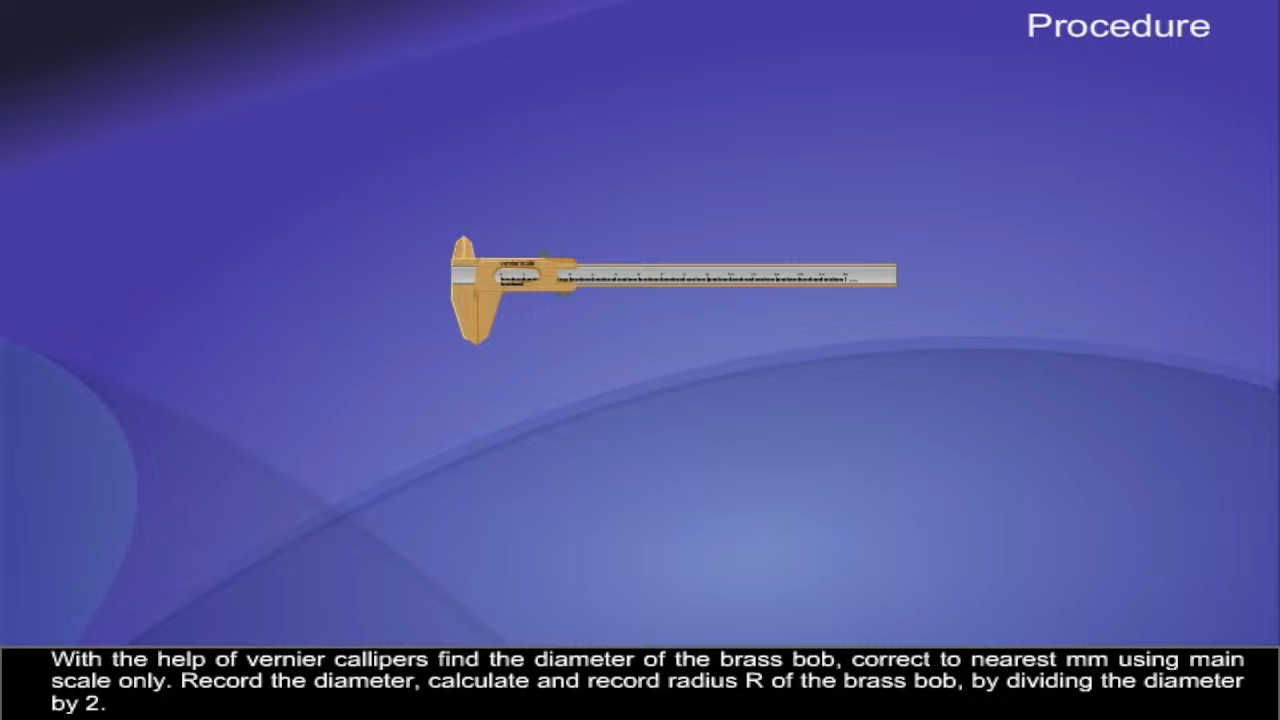 Procedure
vernier scale
With the help of vernier callipers find the diameter of the brass bob, correct to nearest mm using main
scale only. Record the diameter, calculate and record radius R of the brass bob, by dividing the diameter
by 2.